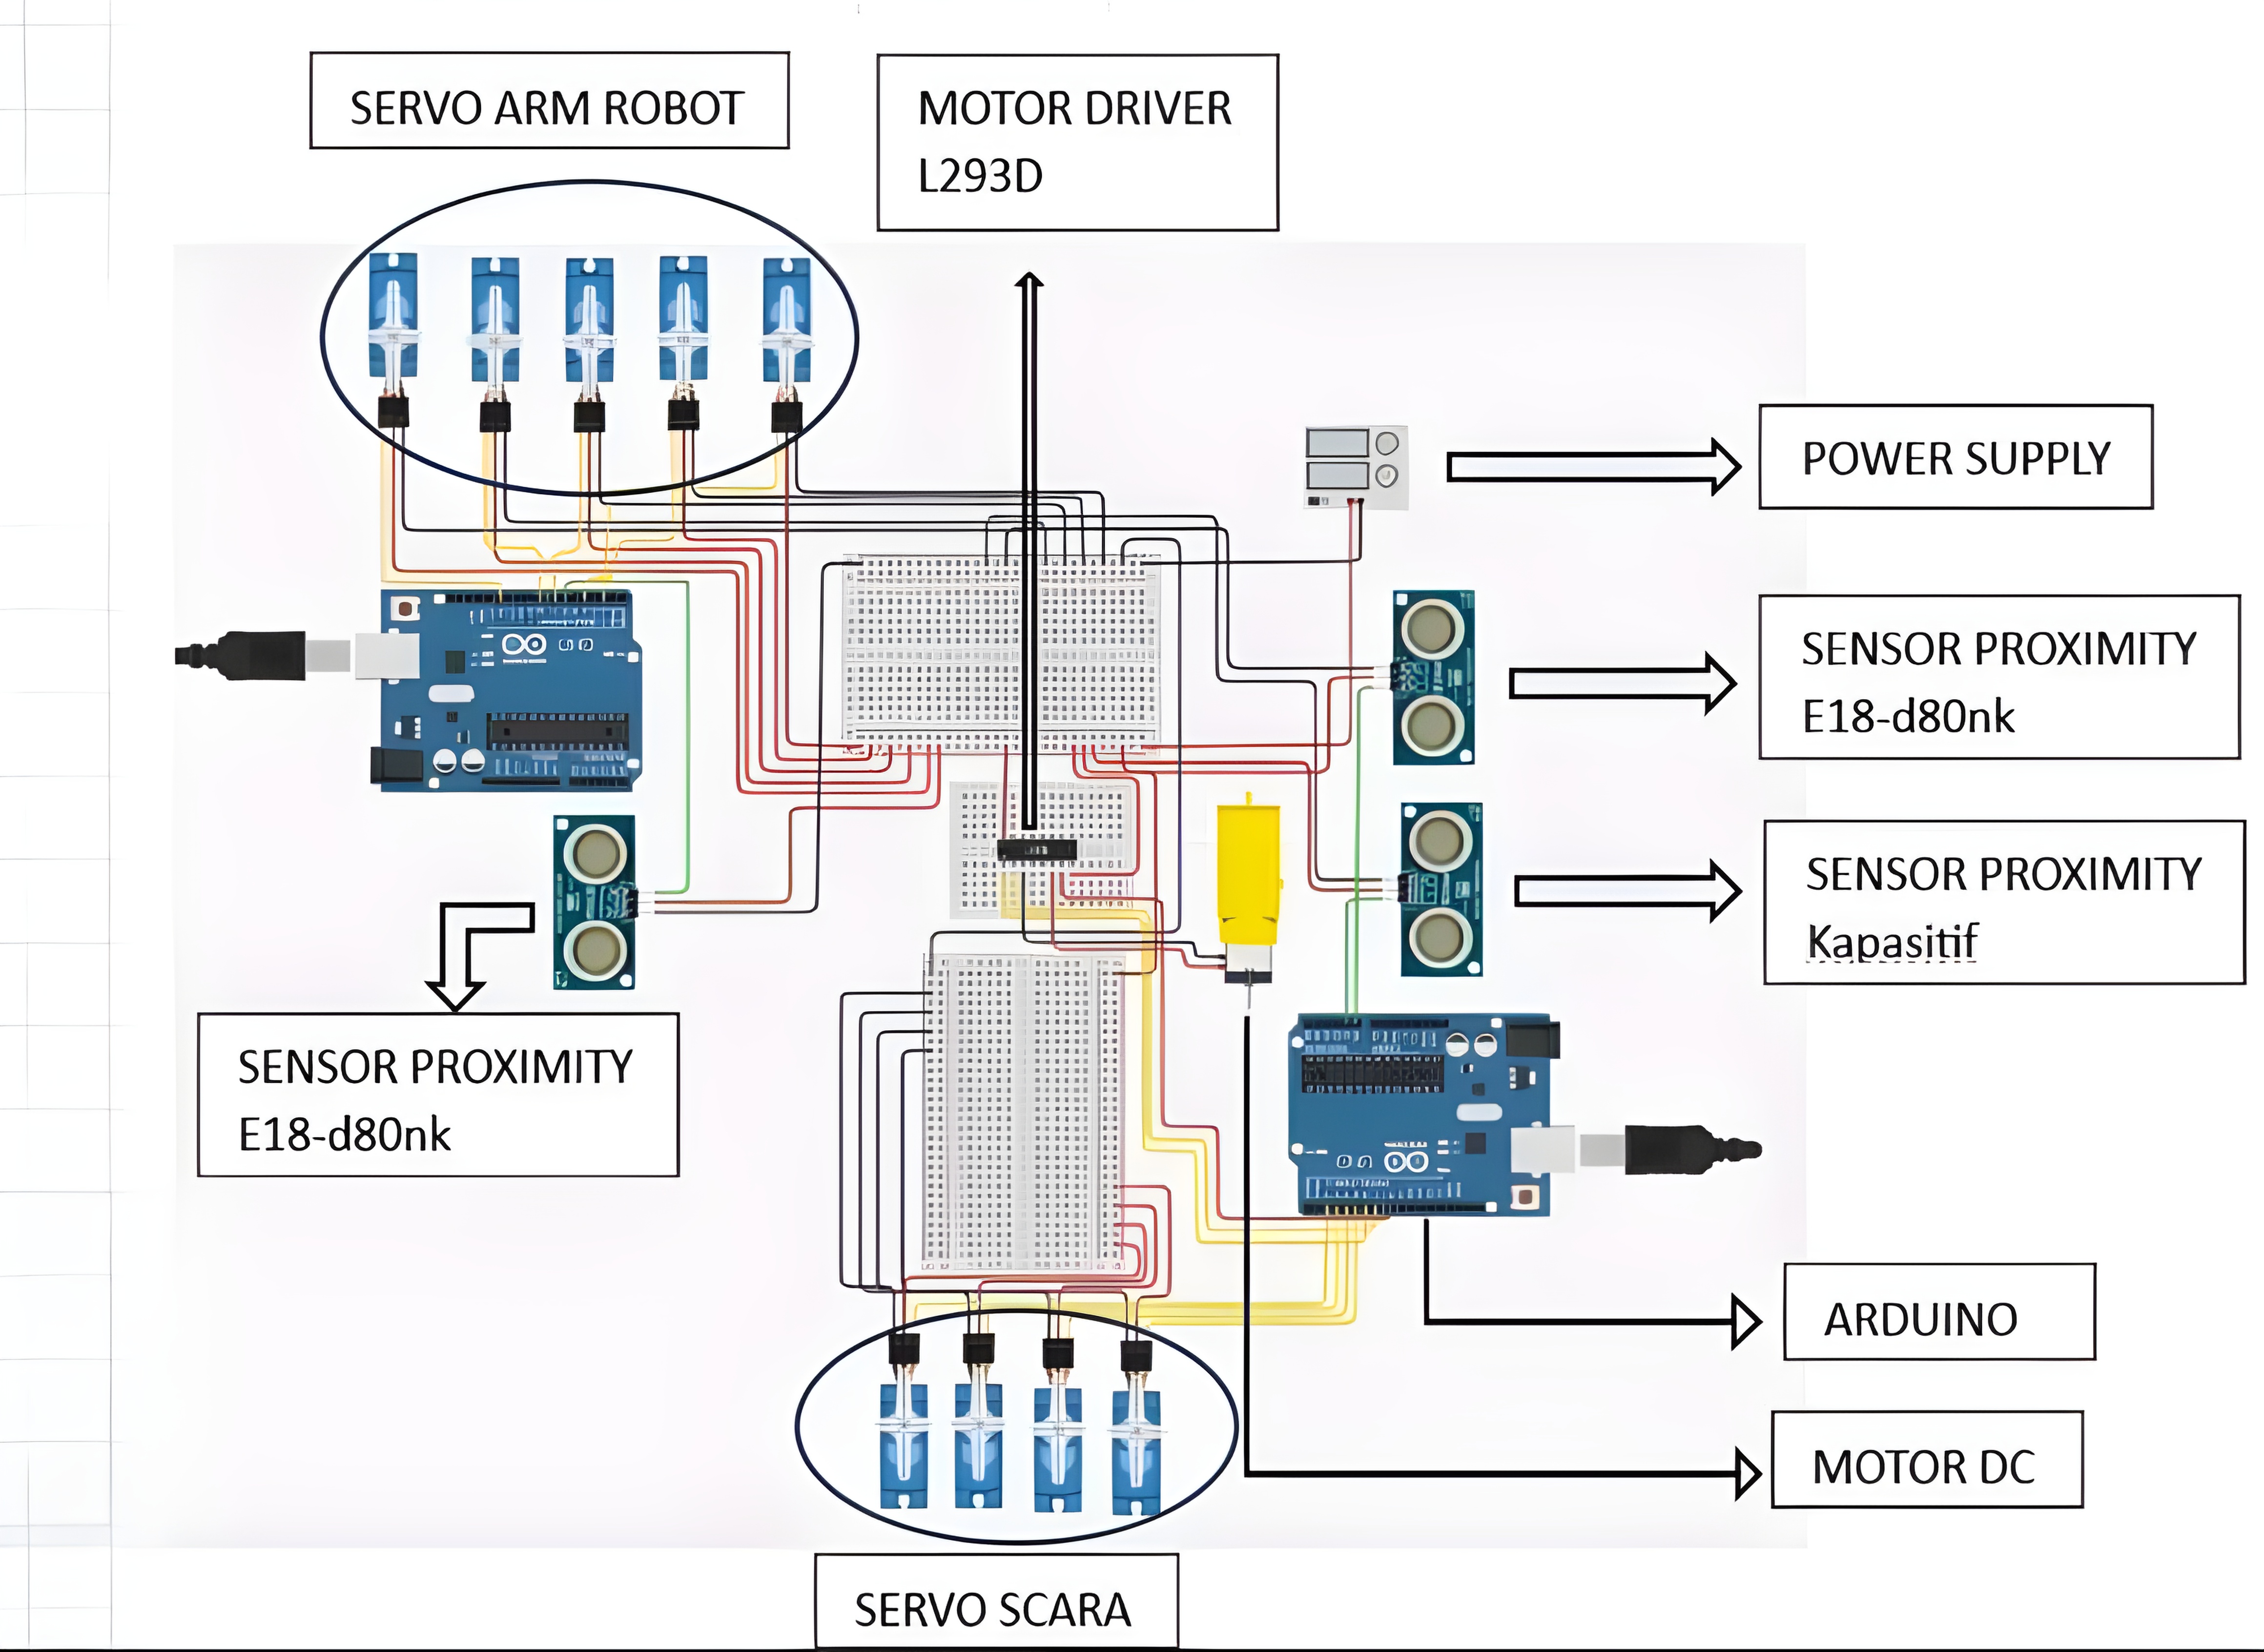 SERVO ARM ROBOT
MOTOR DRIVER
L293D
POWER SUPPLY
SENSOR PROXIMITY
E18-d80nk
SENSOR PROXIMITY
Kapasitif
SENSOR PROXIMITY
E18-d80nk
ARDUINO
MOTOR DC
SERVO SCARA